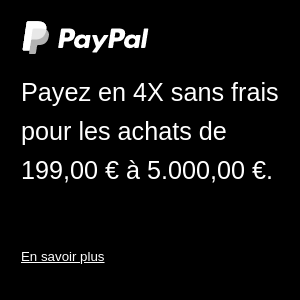 PayPal
Payez en 4X sans frais
pour les achats de
199,00 € à 5.000,00 €.
En savoir plus